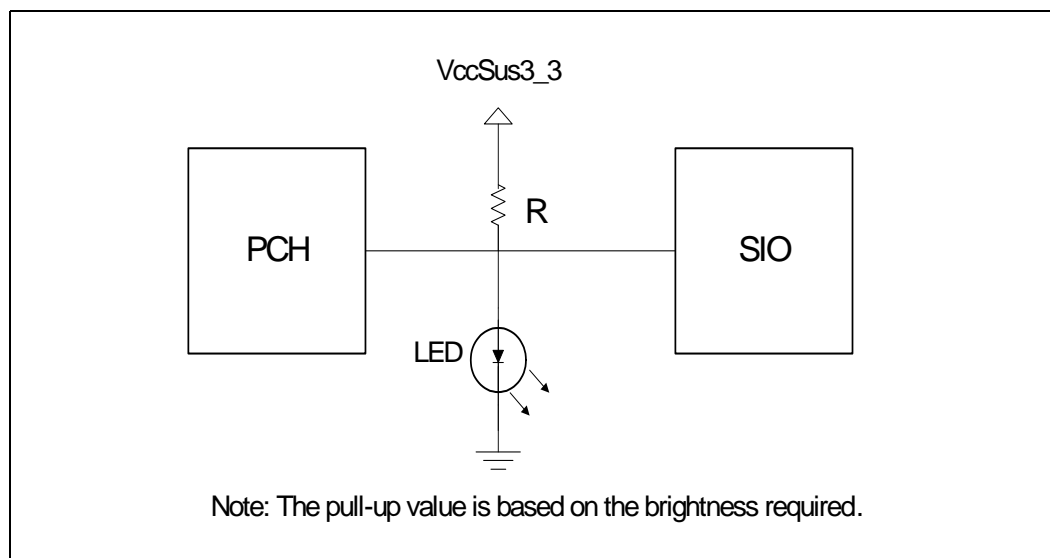 VccSus3_3
R
PCH
SIO
LED
Note: The pull-up value is based on the brightness required.